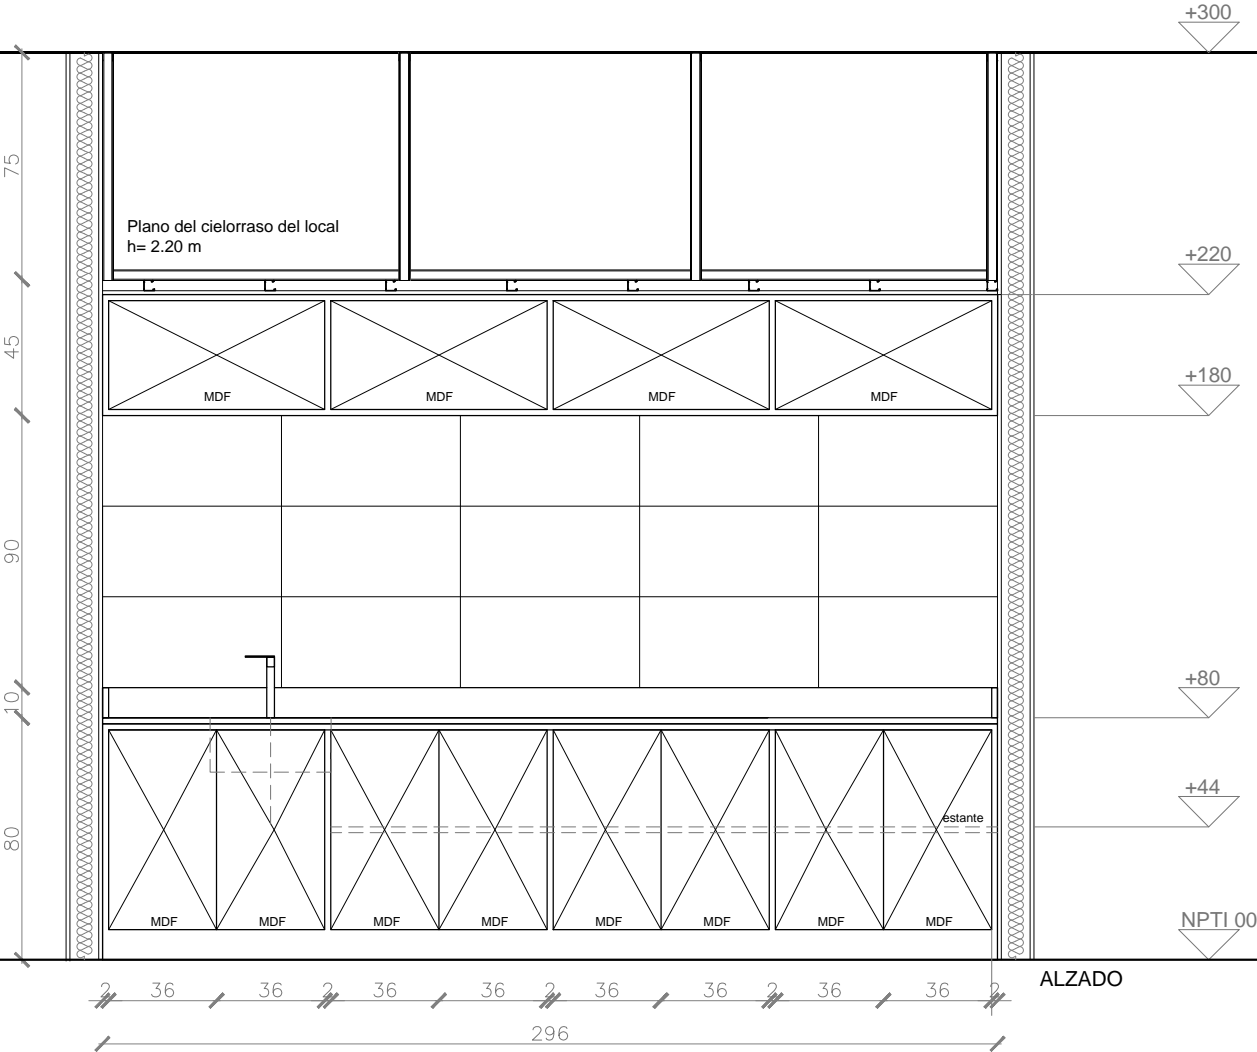 +300
75
Plano del cielorraso del local
h= 2.20 m
+220
45
MDF MDF MDF MDF
+180
90
+80
10
+44
estante
80
MDF MDF MDF MDF MDF MDF MDF MDF
NPTI 00
ALZADO
2 36 36 2 36 36 2 36 36 2 36 36 2
296